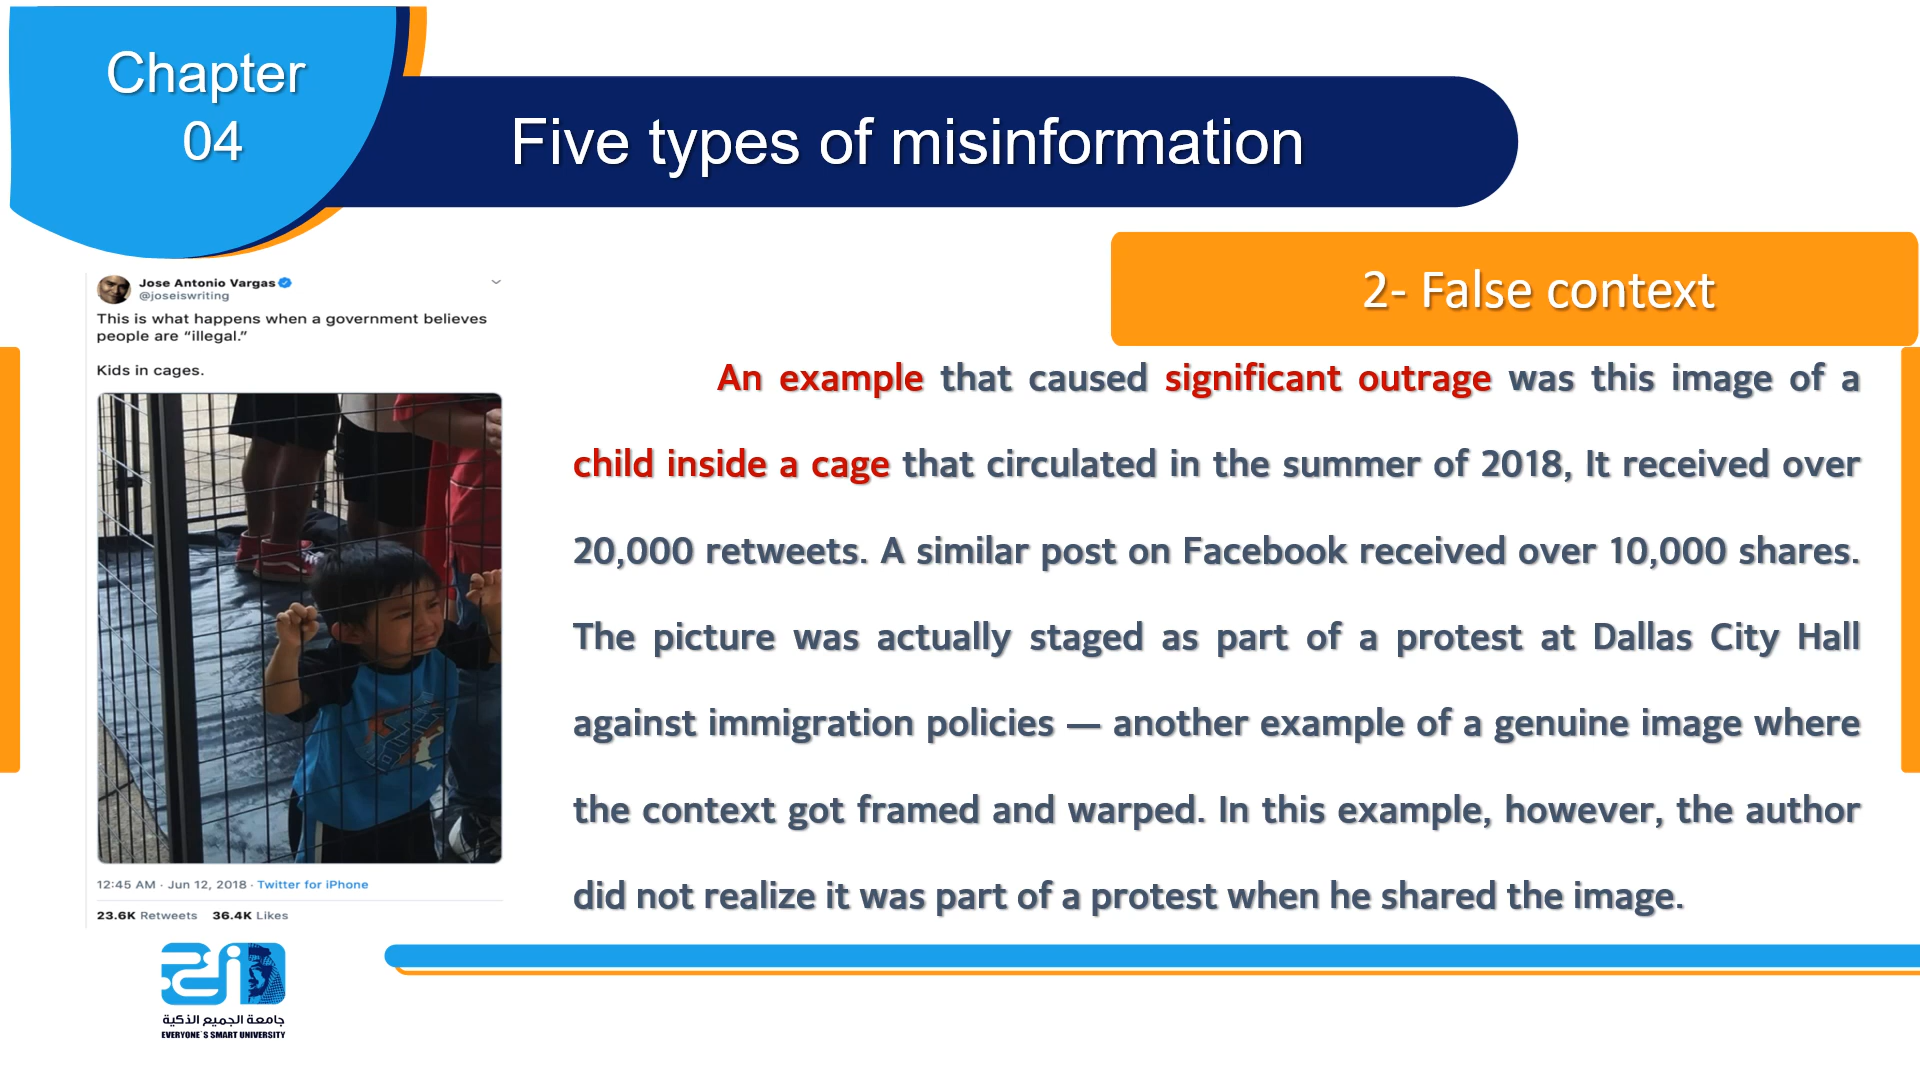 Chapter
04
Five types of misinformation
2- False context
Jose Antonio Vargas
@joseiswriting
This is what happens when a government believes
people are “illegal.”
Kids in cages.
12:45 AM · Jun 12, 2018 · Twitter for iPhone
23.6K Retweets 36.4K Likes
An example that caused significant outrage was this image of a
child inside a cage that circulated in the summer of 2018, It received over
20,000 retweets. A similar post on Facebook received over 10,000 shares.
The picture was actually staged as part of a protest at Dallas City Hall
against immigration policies — another example of a genuine image where
the context got framed and warped. In this example, however, the author
did not realize it was part of a protest when he shared the image.
جامعة الجميع الذكية
EVERYONE`S SMART UNIVERSITY